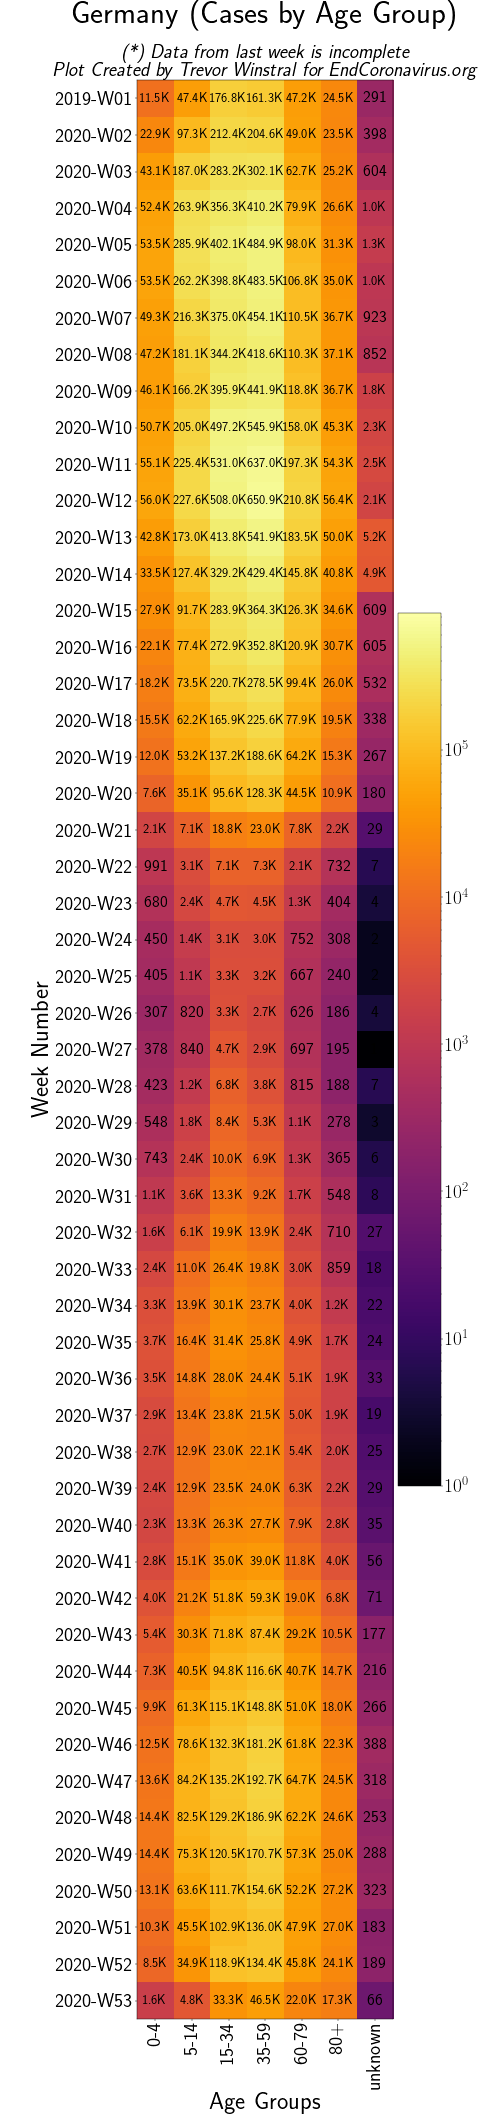 Germany (Cases by Age Group)
(*) Data from last week is incomplete
Plot Created by Trevor Winstral for EndCoronavirus.org
2019-W01 11.5K 47.4K 176.8K 161.3K 47.2K 24.5K 291
2020-W02 22.9K 97.3K 212.4K 204.6K 49.0K 23.5K 398
2020-W03 43.1K 187.0K 283.2K 302.1K 62.7K 25.2K 604
2020-W04 52.4K 263.9K 356.3K 410.2K 79.9K 26.6K 1.0K
2020-W05 53.5K 285.9K 402.1K 484.9K 98.0K 31.3K 1.3K
2020-W06 53.5K 262.2K 398.8K 483.5K 106.8K 35.0K 1.0K
2020-W07 49.3K 216.3K 375.0K 454.1K 110.5K 36.7K 923
2020-W08 47.2K 181.1K 344.2K 418.6K 110.3K 37.1K 852
2020-W09 46.1K 166.2K 395.9K 441.9K 118.8K 36.7K 1.8K
2020-W10 50.7K 205.0K 497.2K 545.9K 158.0K 45.3K 2.3K
2020-W11 55.1K 225.4K 531.0K 637.0K 197.3K 54.3K 2.5K
2020-W12 56.0K 227.6K 508.0K 650.9K 210.8K 56.4K 2.1K
2020-W13 42.8K 173.0K 413.8K 541.9K 183.5K 50.0K 5.2K
2020-W14 33.5K 127.4K 329.2K 429.4K 145.8K 40.8K 4.9K
2020-W15 27.9K 91.7K 283.9K 364.3K 126.3K 34.6K 609
2020-W16 22.1K 77.4K 272.9K 352.8K 120.9K 30.7K 605
2020-W17 18.2K 73.5K 220.7K 278.5K 99.4K 26.0K 532
2020-W18 15.5K 62.2K 165.9K 225.6K 77.9K 19.5K 338
2020-W19 12.0K 53.2K 137.2K 188.6K 64.2K 15.3K 267
2020-W20 7.6K 35.1K 95.6K 128.3K 44.5K 10.9K 180
2020-W21 2.1K 7.1K 18.8K 23.0K 7.8K 2.2K 29
2020-W22 991 3.1K 7.1K 7.3K 2.1K 732 7
2020-W23 680 2.4K 4.7K 4.5K 1.3K 404 4
2020-W24 450 1.4K 3.1K 3.0K 752 308 2
2020-W25 405 1.1K 3.3K 3.2K 667 240 2
2020-W26 307 820 3.3K 2.7K 626 186 4
2020-W27 378 840 4.7K 2.9K 697 195
2020-W28 423 1.2K 6.8K 3.8K 815 188 7
2020-W29 548 1.8K 8.4K 5.3K 1.1K 278 3
2020-W30 743 2.4K 10.0K 6.9K 1.3K 365 6
2020-W31 1.1K 3.6K 13.3K 9.2K 1.7K 548 8
2020-W32 1.6K 6.1K 19.9K 13.9K 2.4K 710 27
2020-W33 2.4K 11.0K 26.4K 19.8K 3.0K 859 18
2020-W34 3.3K 13.9K 30.1K 23.7K 4.0K 1.2K 22
2020-W35 3.7K 16.4K 31.4K 25.8K 4.9K 1.7K 24
2020-W36 3.5K 14.8K 28.0K 24.4K 5.1K 1.9K 33
2020-W37 2.9K 13.4K 23.8K 21.5K 5.0K 1.9K 19
2020-W38 2.7K 12.9K 23.0K 22.1K 5.4K 2.0K 25
2020-W39 2.4K 12.9K 23.5K 24.0K 6.3K 2.2K 29
2020-W40 2.3K 13.3K 26.3K 27.7K 7.9K 2.8K 35
2020-W41 2.8K 15.1K 35.0K 39.0K 11.8K 4.0K 56
2020-W42 4.0K 21.2K 51.8K 59.3K 19.0K 6.8K 71
2020-W43 5.4K 30.3K 71.8K 87.4K 29.2K 10.5K 177
2020-W44 7.3K 40.5K 94.8K 116.6K 40.7K 14.7K 216
2020-W45 9.9K 61.3K 115.1K 148.8K 51.0K 18.0K 266
2020-W46 12.5K 78.6K 132.3K 181.2K 61.8K 22.3K 388
2020-W47 13.6K 84.2K 135.2K 192.7K 64.7K 24.5K 318
2020-W48 14.4K 82.5K 129.2K 186.9K 62.2K 24.6K 253
2020-W49 14.4K 75.3K 120.5K 170.7K 57.3K 25.0K 288
2020-W50 13.1K 63.6K 111.7K 154.6K 52.2K 27.2K 323
2020-W51 10.3K 45.5K 102.9K 136.0K 47.9K 27.0K 183
2020-W52 8.5K 34.9K 118.9K 134.4K 45.8K 24.1K 189
2020-W53 1.6K 4.8K 33.3K 46.5K 22.0K 17.3K 66
0-4 5-14 15-34 35-59 60-79 80+ unknown
Age Groups
Week Number
10^5
10^4
10^3
10^2
10^1
10^0